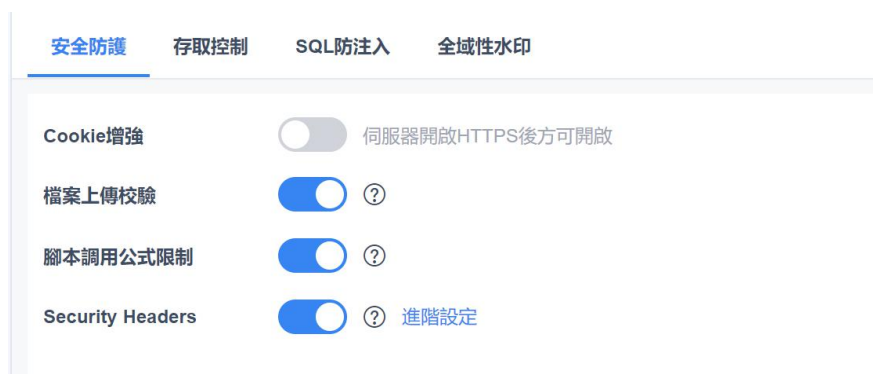 安全防護 存取控制 SQL防注入 全域性水印
Cookie增強 伺服器開啟HTTPS後方可開啟
檔案上傳校驗 ?
腳本調用公式限制 ?
Security Headers ? 進階設定